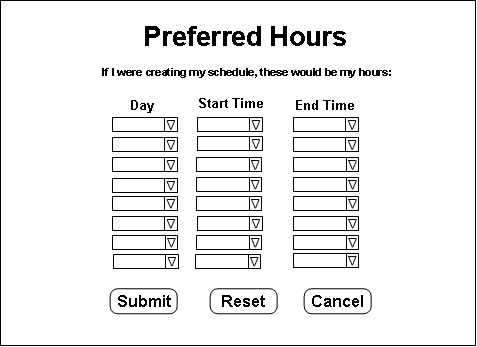 Preferred Hours
If I were creating my schedule, these would be my hours:
Day Start Time End Time
Submit Reset Cancel